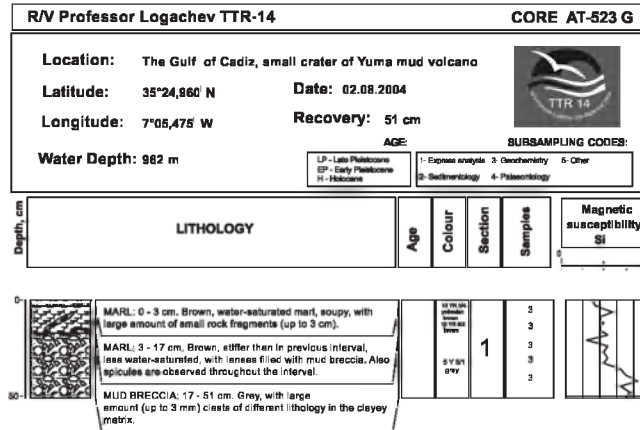 R/V Professor Logachev TTR-14 CORE AT-523 G
Location: The Gulf of Cadiz, small crater of Yuma mud volcano
Latitude: 35°24,960' N Date: 02.08.2004
Longitude: 7°05,475' W Recovery: 51 cm
Water Depth: 962 m
TTR 14
AGE:
LP - Late Pleistocene
EP - Early Pleistocene
H - Holocene
SUBSAMPLING CODES:
1- Express analysis 3- Geochemistry 5- Other
2- Sedimentology 4- Palaeontology
Depth, cm
LITHOLOGY
Age
Colour
Section
Samples
Magnetic
susceptibility
Si
0
0
MARL: 0 - 3 cm. Brown, water-saturated marl, soupy, with
large amount of small rock fragments (up to 3 cm).
MARL; 3 - 17 cm, Brown, stiffer than in previous interval,
less water-saturated, with lenses filled with mud breccia. Also
spicules are observed throughout the interval.
50
MUD BRECCIA; 17 - 51 cm. Grey, with large
amount (up to 3 mm) clasts of different lithology in the clayey
matrix.
brown
5 Y 5/1
grey
1
3
3
3
3
3